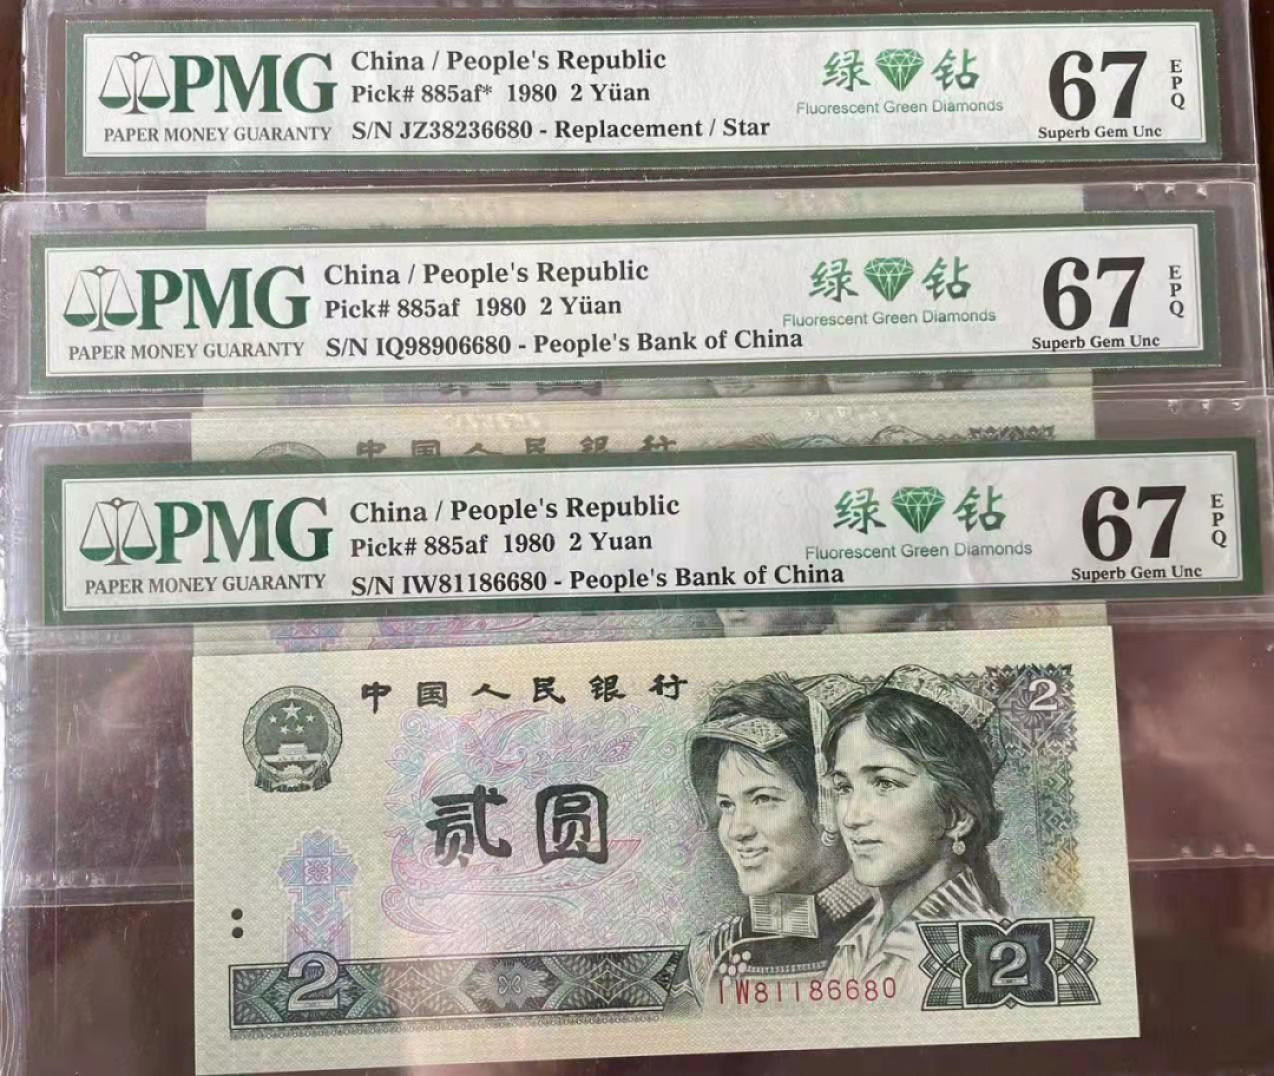 PMG
PAPER MONEY GUARANTY
China / People's Republic
Pick# 885af* 1980 2 Yüan
S/N JZ38236680 - Replacement / Star
绿 钻
Fluorescent Green Diamonds
67
EPQ
Superb Gem Unc
PMG
PAPER MONEY GUARANTY
China / People's Republic
Pick# 885af 1980 2 Yüan
S/N IQ98906680 - People's Bank of China
绿 钻
Fluorescent Green Diamonds
67
EPQ
Superb Gem Unc
中国人民银行
PMG
PAPER MONEY GUARANTY
China / People's Republic
Pick# 885af 1980 2 Yuan
S/N IW81186680 - People's Bank of China
绿 钻
Fluorescent Green Diamonds
67
EPQ
Superb Gem Unc
中国人民银行
2
贰圆
2
2
IW81186680